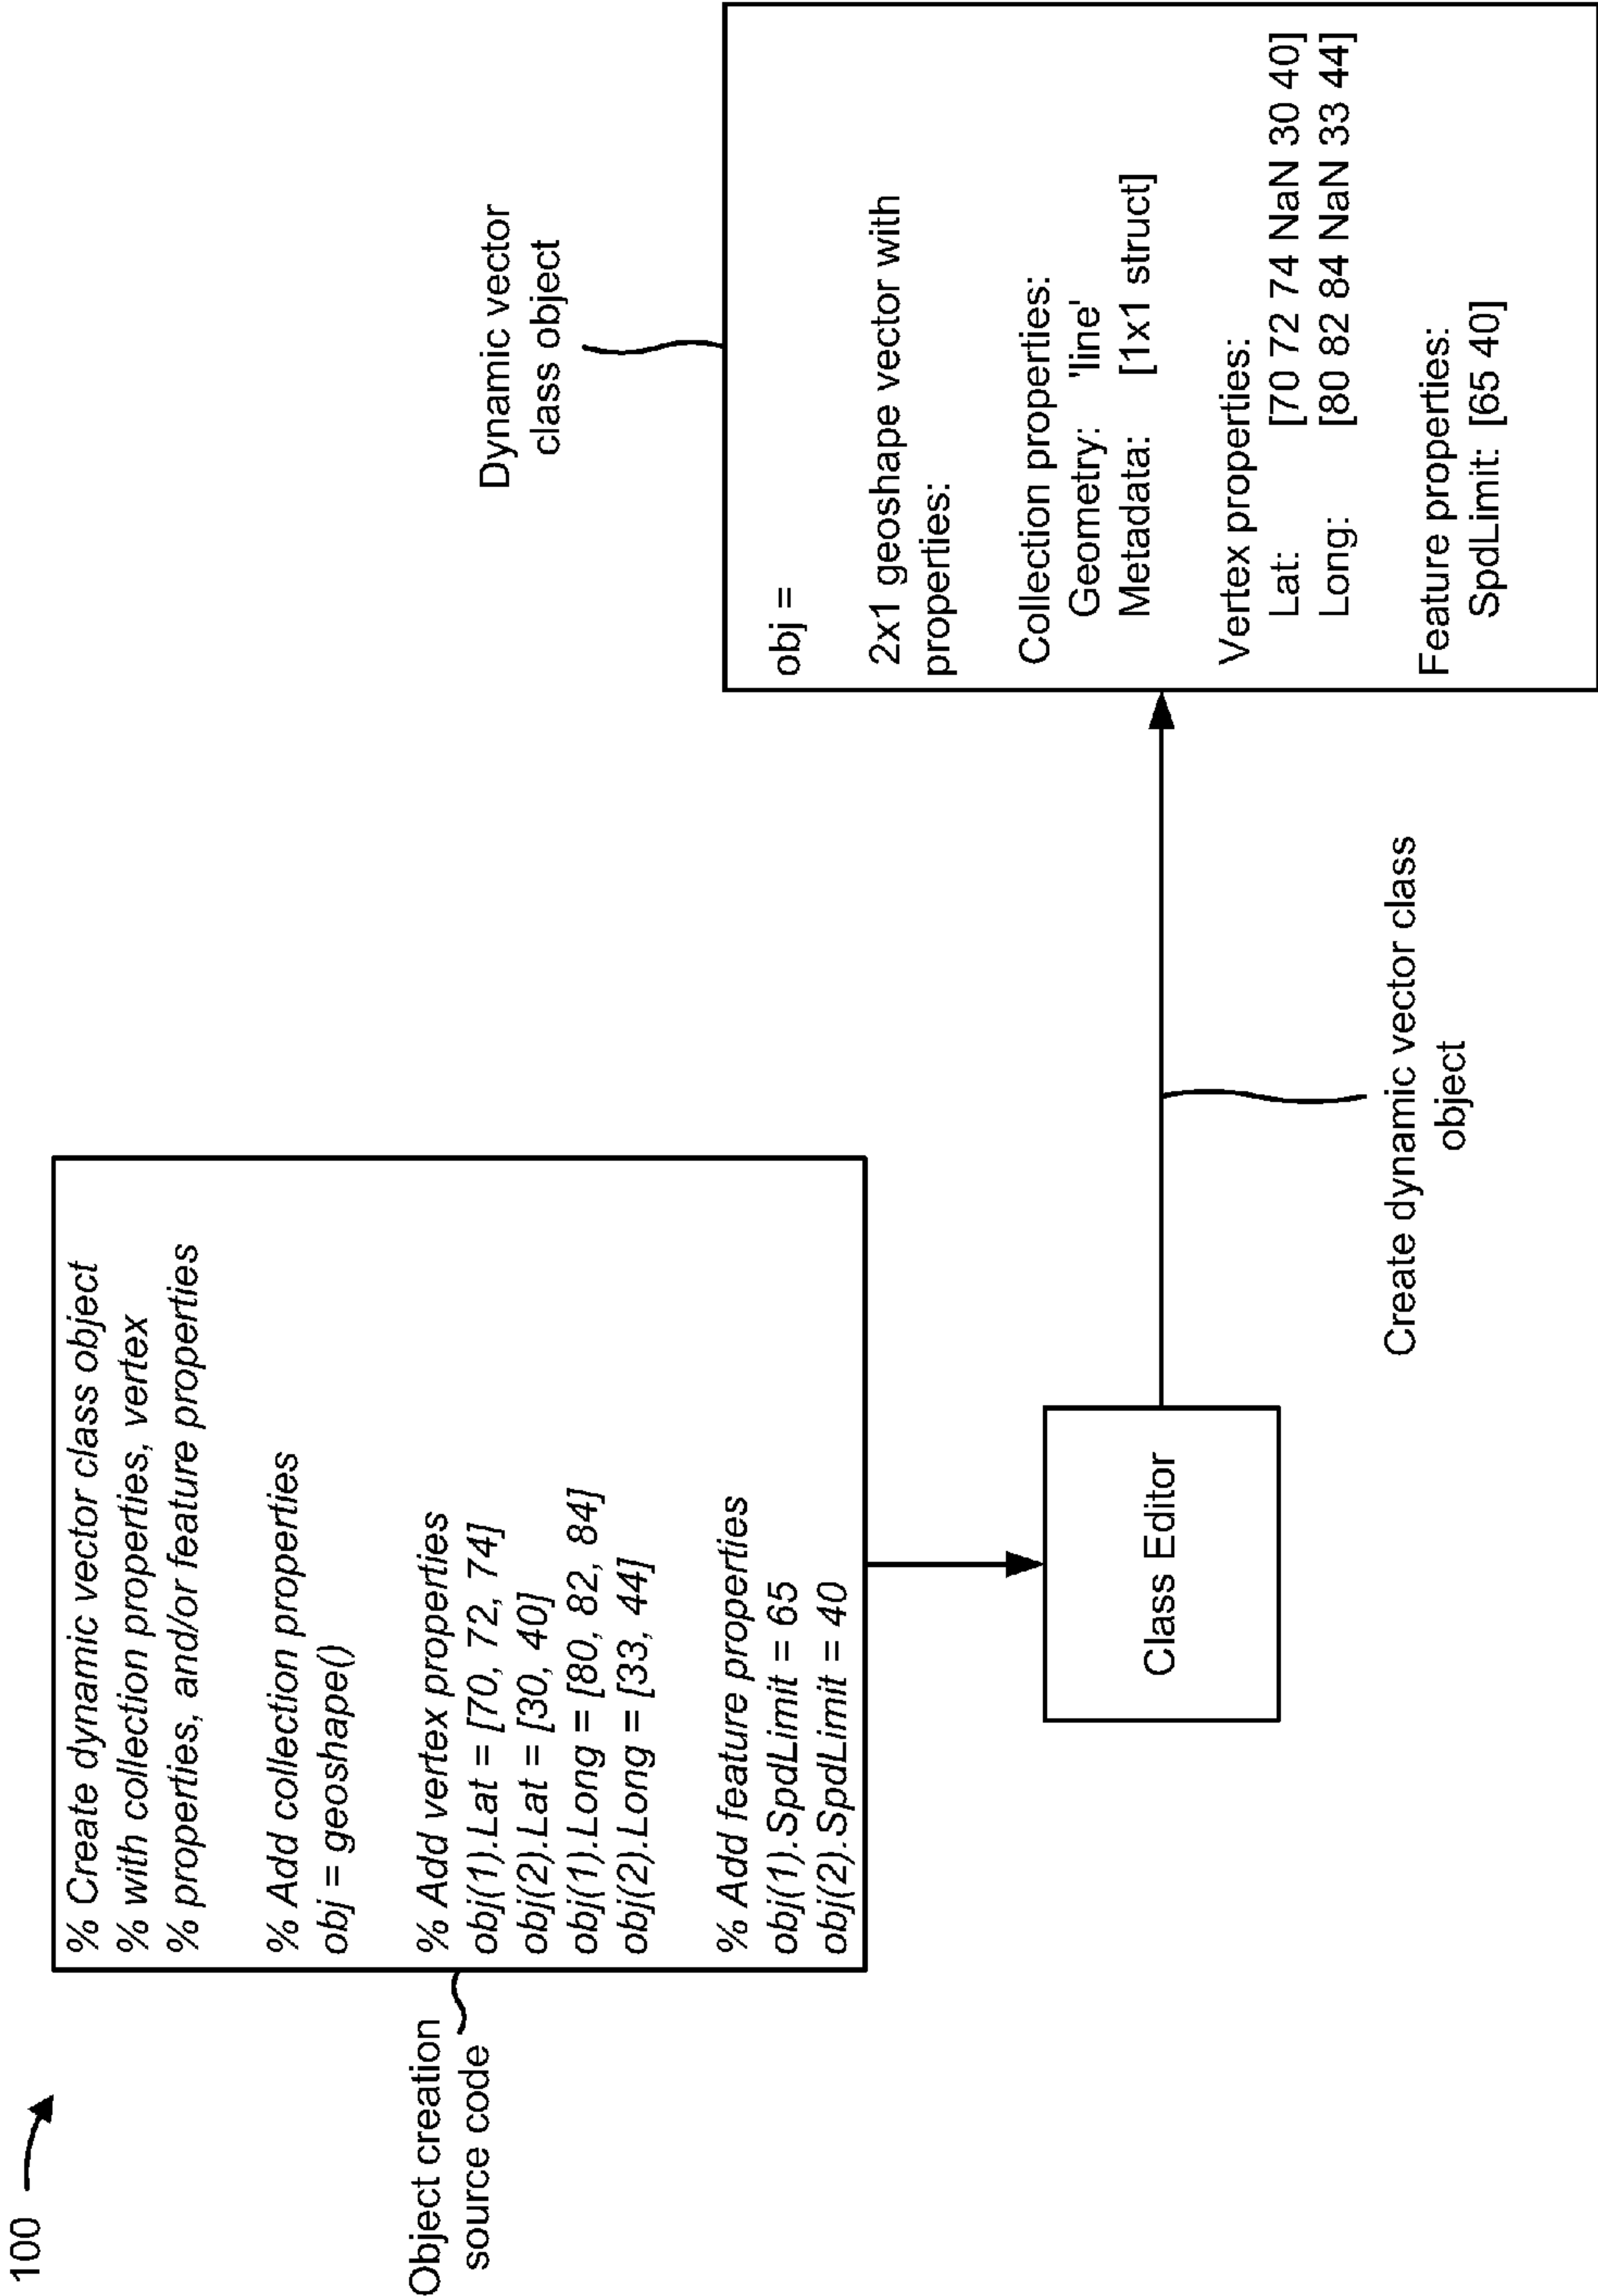 100
Object creation
source code
% Create dynamic vector class object
% with collection properties, vertex
% properties, and/or feature properties
% Add collection properties
obj = geoshape()
% Add vertex properties
obj(1).Lat = [70, 72, 74]
obj(2).Lat = [30, 40]
obj(1).Long = [80, 82, 84]
obj(2).Long = [33, 44]
% Add feature properties
obj(1).SpdLimit = 65
obj(2).SpdLimit = 40
Class Editor
Create dynamic vector class
object
Dynamic vector
class object
obj =
2x1 geoshape vector with
properties:
Collection properties:
Geometry: 'line'
Metadata: [1x1 struct]
Vertex properties:
Lat: [70 72 74 NaN 30 40]
Long: [80 82 84 NaN 33 44]
Feature properties:
SpdLimit: [65 40]